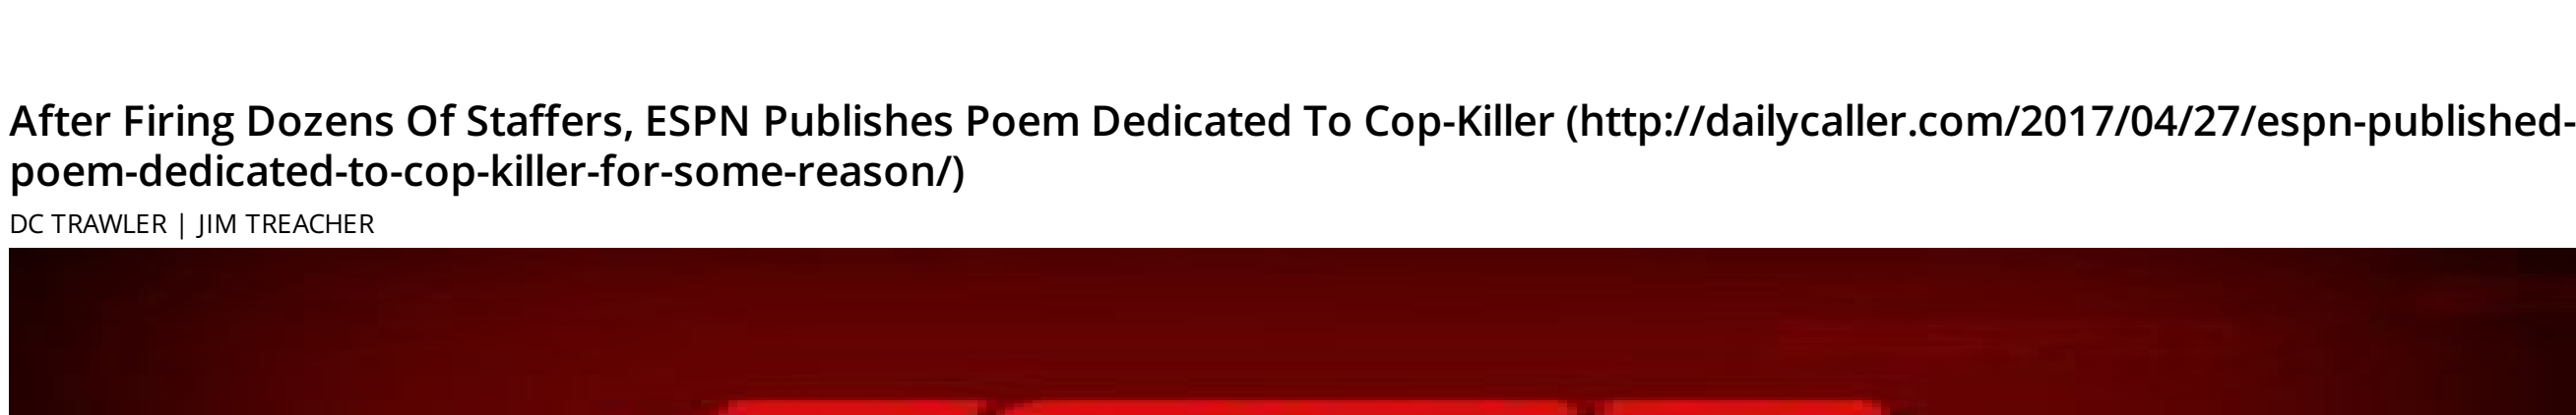 After Firing Dozens Of Staffers, ESPN Publishes Poem Dedicated To Cop-Killer (http://dailycaller.com/2017/04/27/espn-published-
poem-dedicated-to-cop-killer-for-some-reason/)
DC TRAWLER | JIM TREACHER